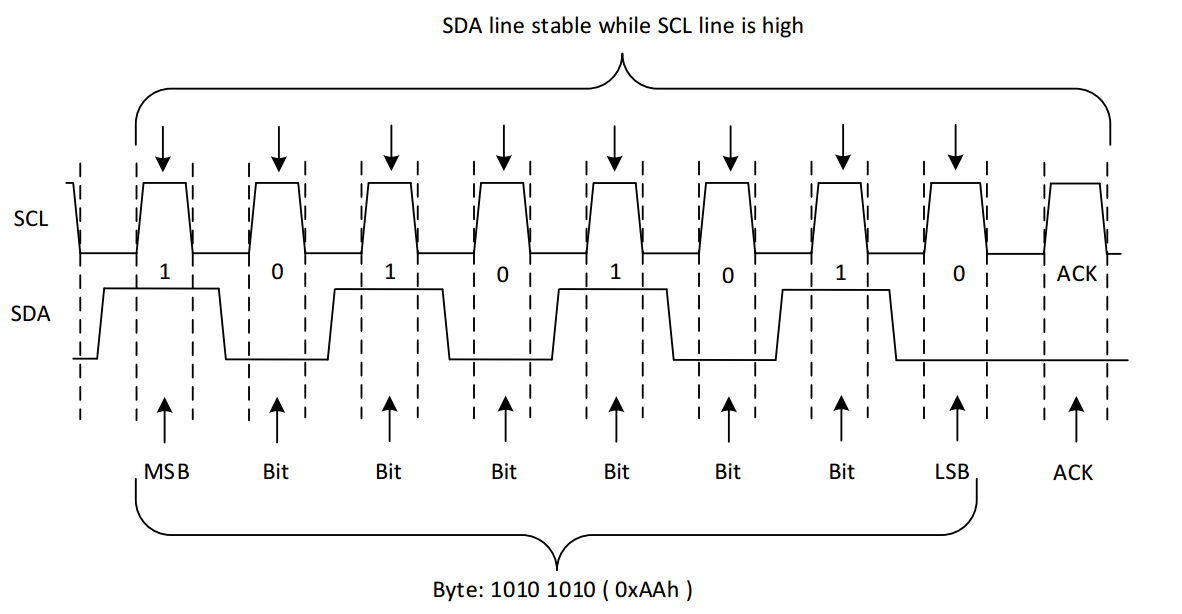 SDA line stable while SCL line is high
SCL
1 0 1 0 1 0 1 0 ACK
SDA
MSB Bit Bit Bit Bit Bit Bit LSB ACK
Byte: 1010 1010 ( 0xAAh )